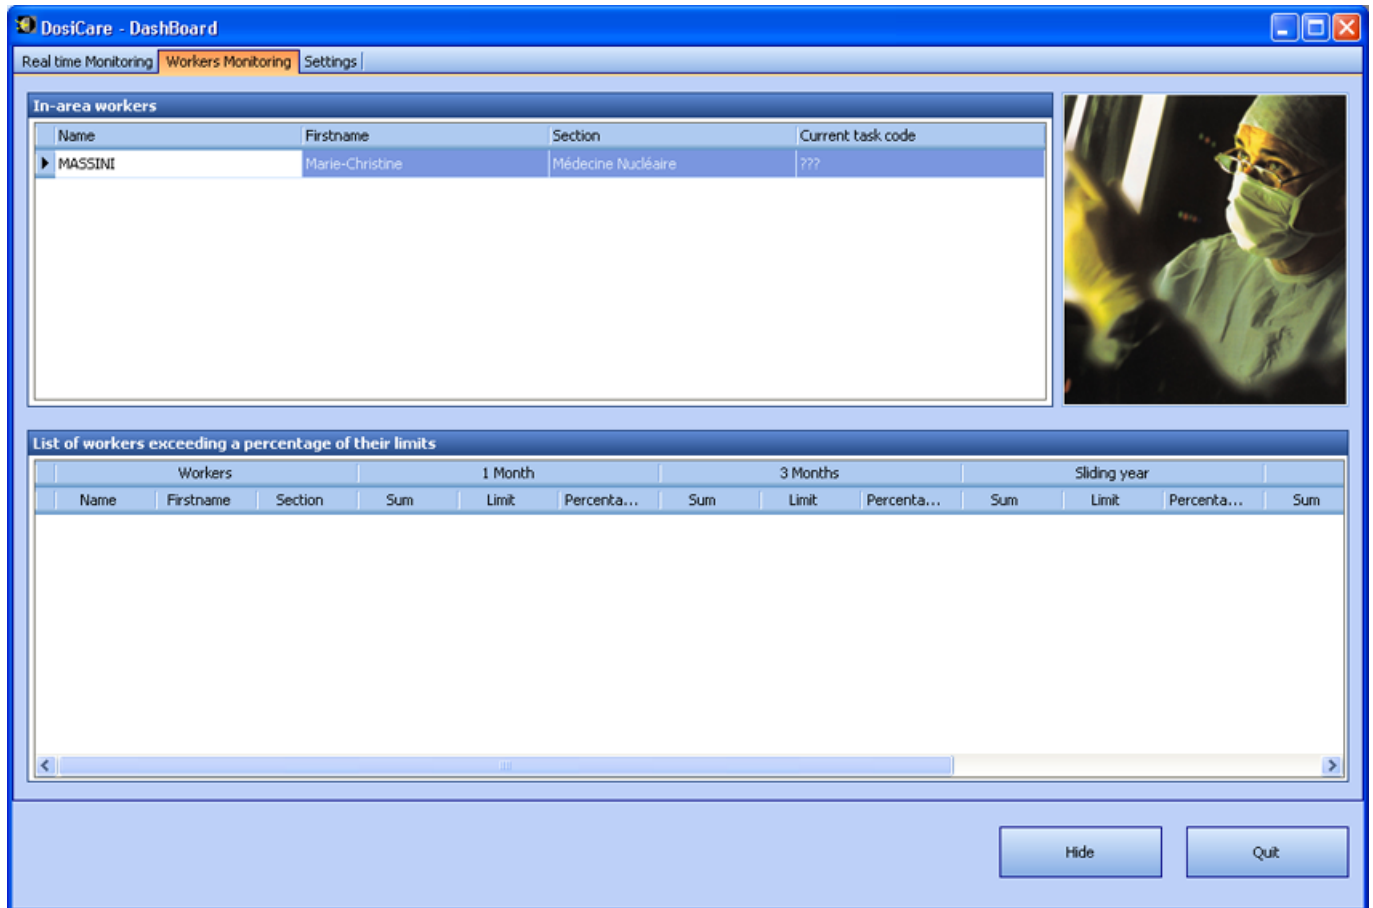 DosiCare - DashBoard
Real time Monitoring Workers Monitoring Settings
In-area workers
Name Firstname Section Current task code
MASSINI Marie-Christine Médecine Nucléaire ???
List of workers exceeding a percentage of their limits
Workers 1 Month 3 Months Sliding year
Name Firstname Section Sum Limit Percenta... Sum Limit Percenta... Sum Limit Percenta... Sum
Hide Quit